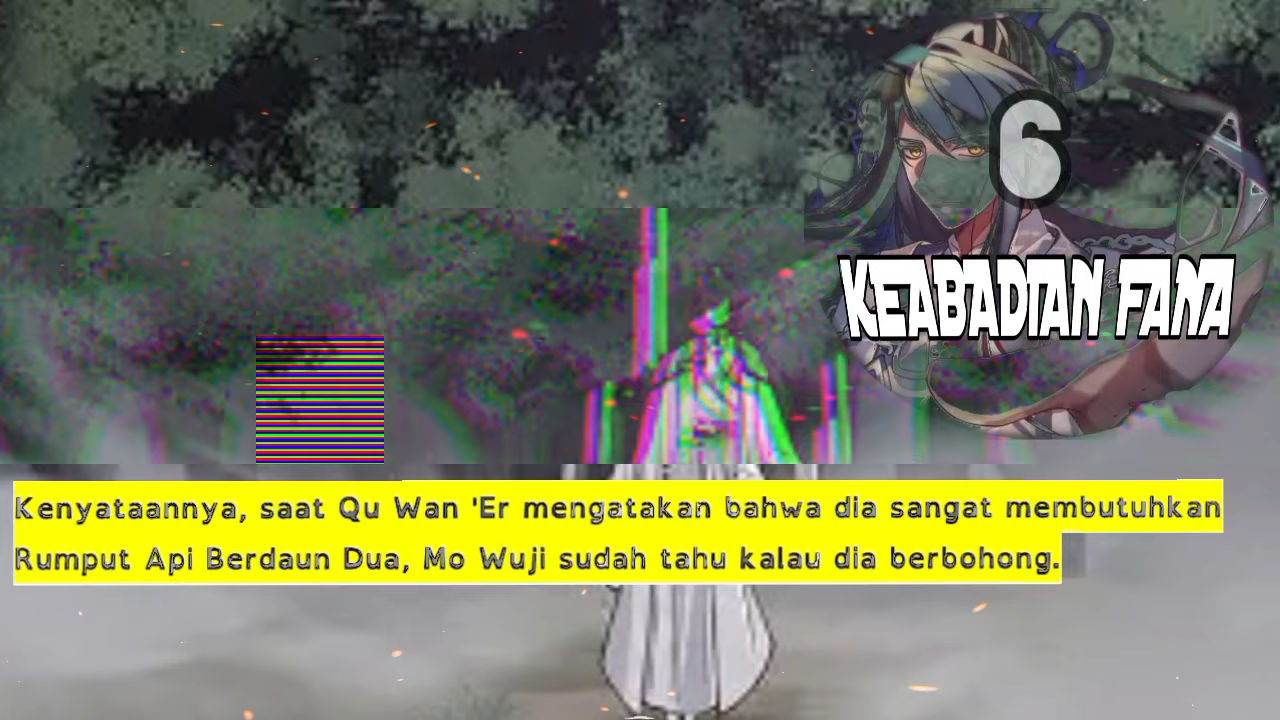 6
KEABADIAN FANA
Kenyataannya, saat Qu Wan 'Er mengatakan bahwa dia sangat membutuhkan
Rumput Api Berdaun Dua, Mo Wuji sudah tahu kalau dia berbohong.